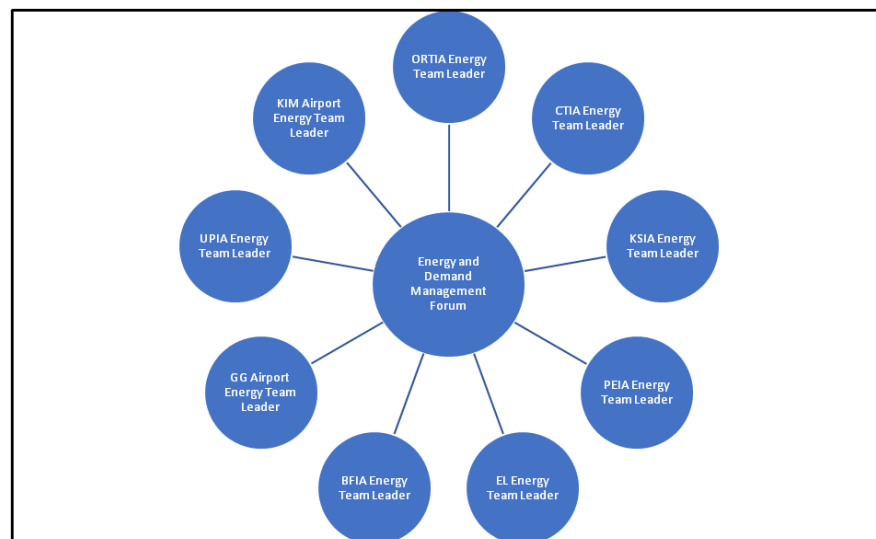 ORTIA Energy
Team Leader
CTIA Energy
Team Leader
KSIA Energy
Team Leader
PEIA Energy
Team Leader
EL Energy
Team Leader
BFIA Energy
Team Leader
GG Airport
Energy Team
Leader
UPIA Energy
Team Leader
KIM Airport
Energy Team
Leader
Energy and
Demand
Management
Forum